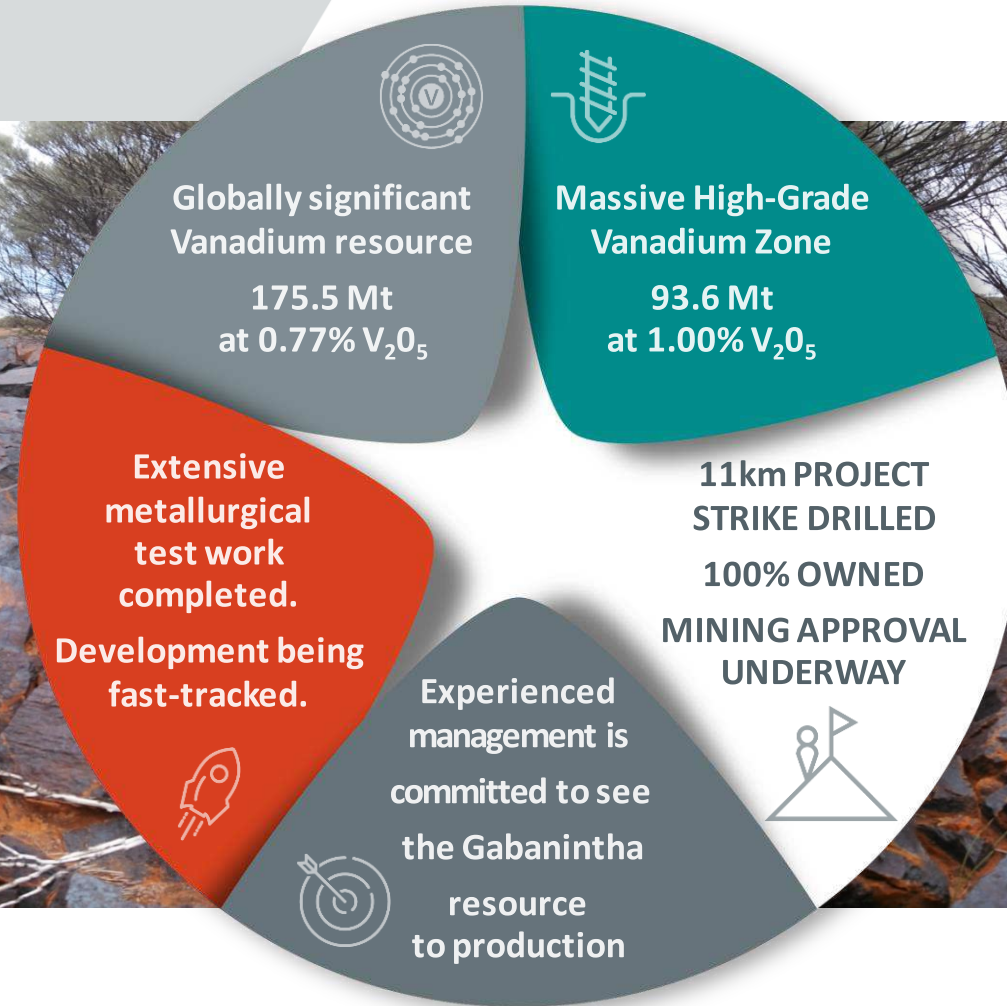 V
Globally significant
Vanadium resource
175.5 Mt
at 0.77% V₂0₅
Massive High-Grade
Vanadium Zone
93.6 Mt
at 1.00% V₂0₅
11km PROJECT
STRIKE DRILLED
100% OWNED
MINING APPROVAL
UNDERWAY
Experienced
management is
committed to see
the Gabanintha
resource
to production
Extensive
metallurgical
test work
completed.
Development being
fast-tracked.